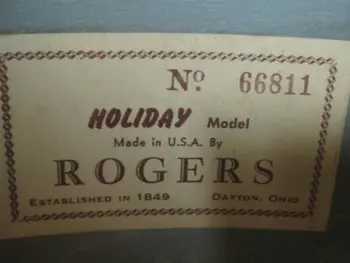 Nº 66811
HOLIDAY Model
Made in U.S.A. By
ROGERS
ESTABLISHED IN 1849 DAYTON, OHIO